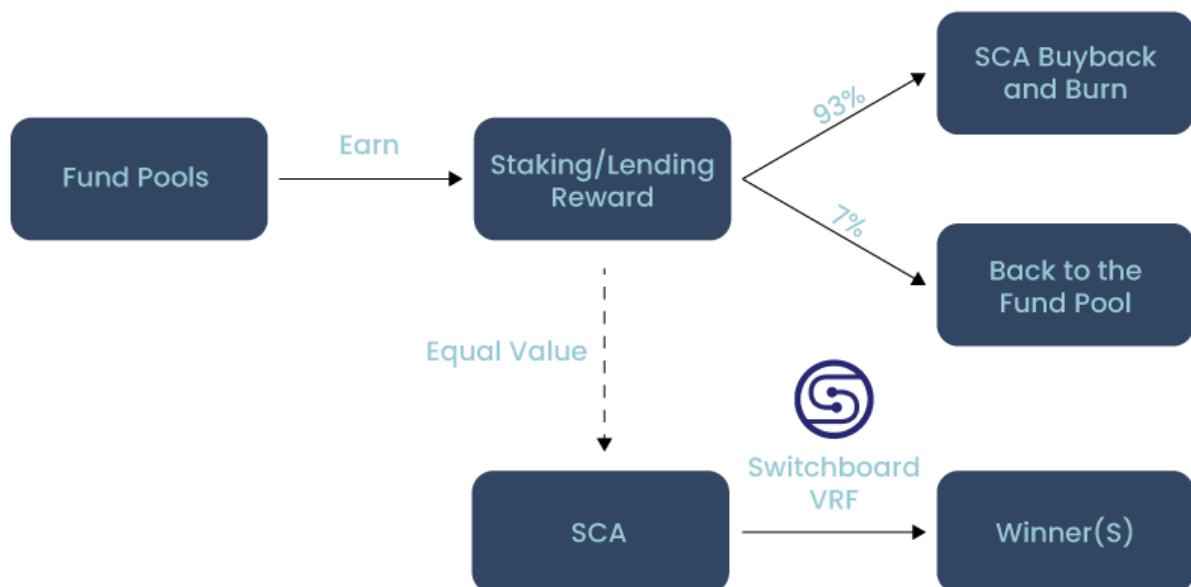 SCA Buyback
and Burn
93%
Earn
Fund Pools
Staking/Lending
Reward
7%
Back to the
Fund Pool
Equal Value
Switchboard
VRF
SCA
Winner(S)